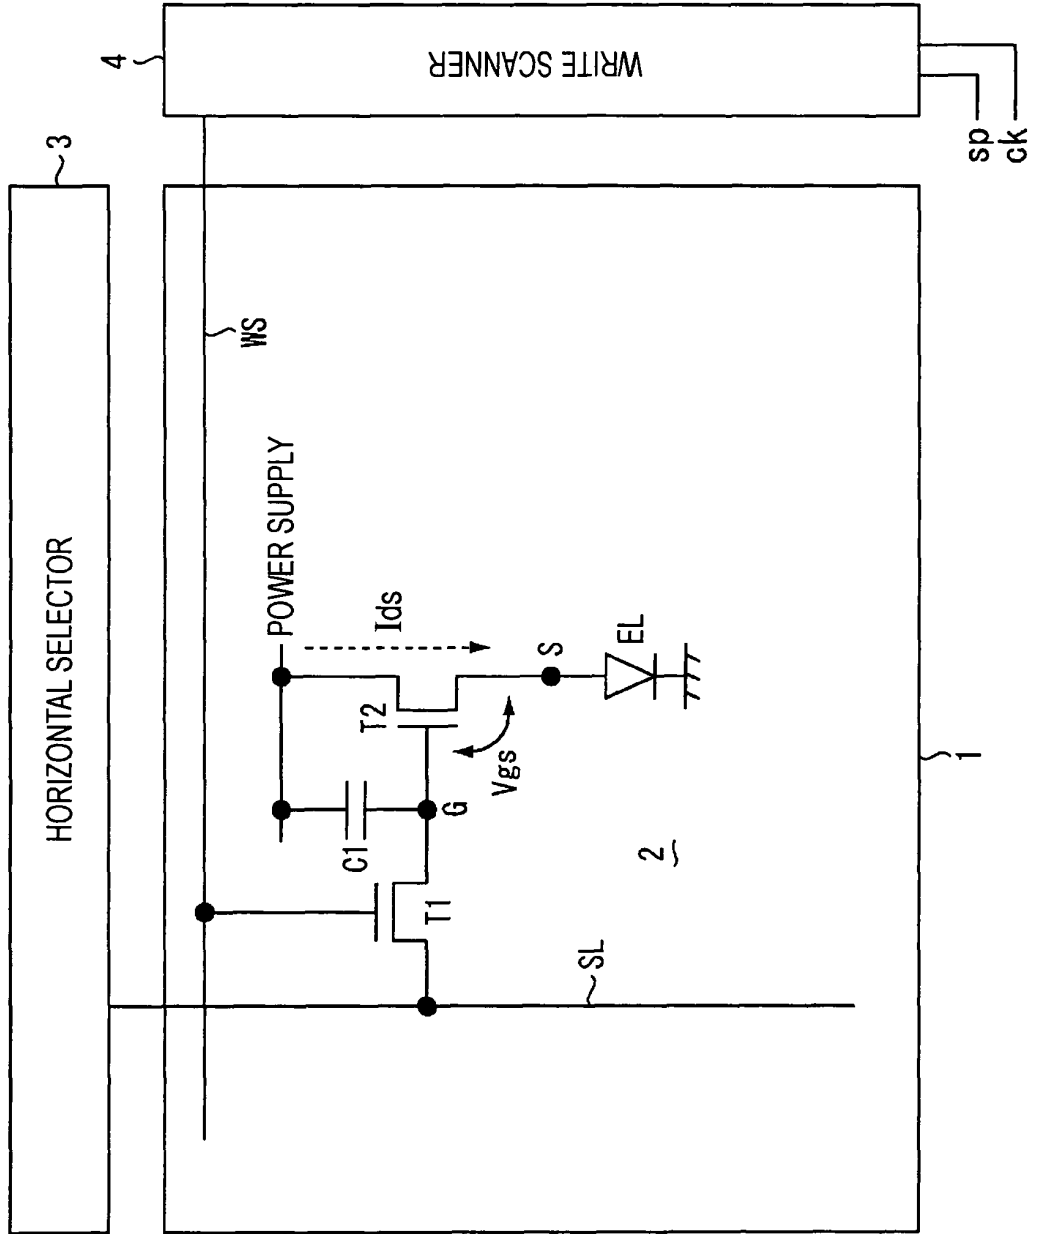 HORIZONTAL SELECTOR
3
4
WRITE SCANNER
sp
ck
WS
POWER SUPPLY
Ids
C1
T2
G
Vgs
S
EL
T1
2
SL
1